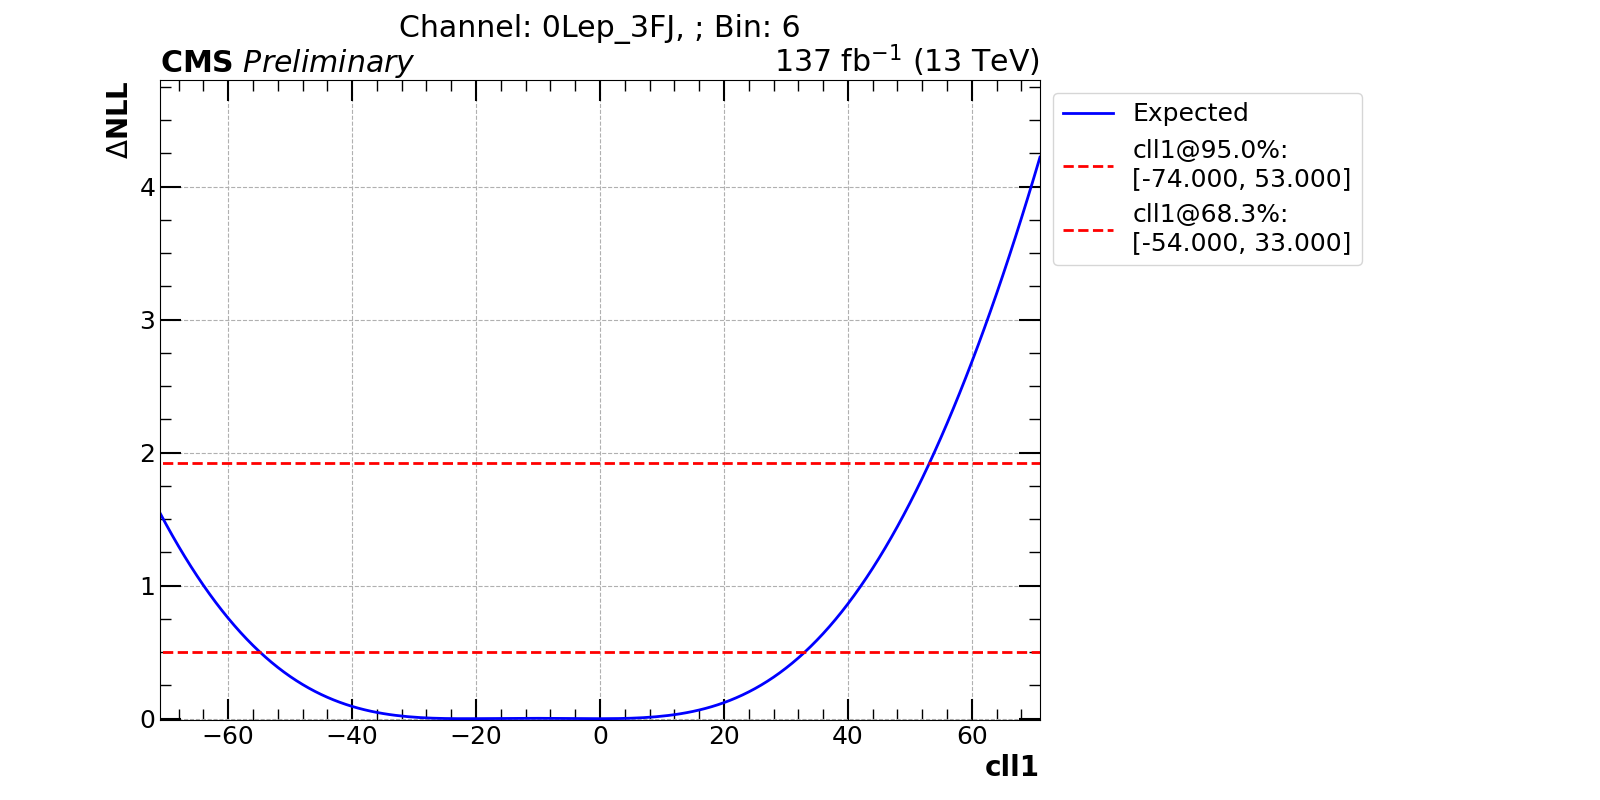 Channel: 0Lep_3FJ, ; Bin: 6
CMS Preliminary 137 fb⁻¹ (13 TeV)
ΔNLL
4
3
2
1
0
−60 −40 −20 0 20 40 60
cll1
Expected
cll1@95.0%:
[-74.000, 53.000]
cll1@68.3%:
[-54.000, 33.000]